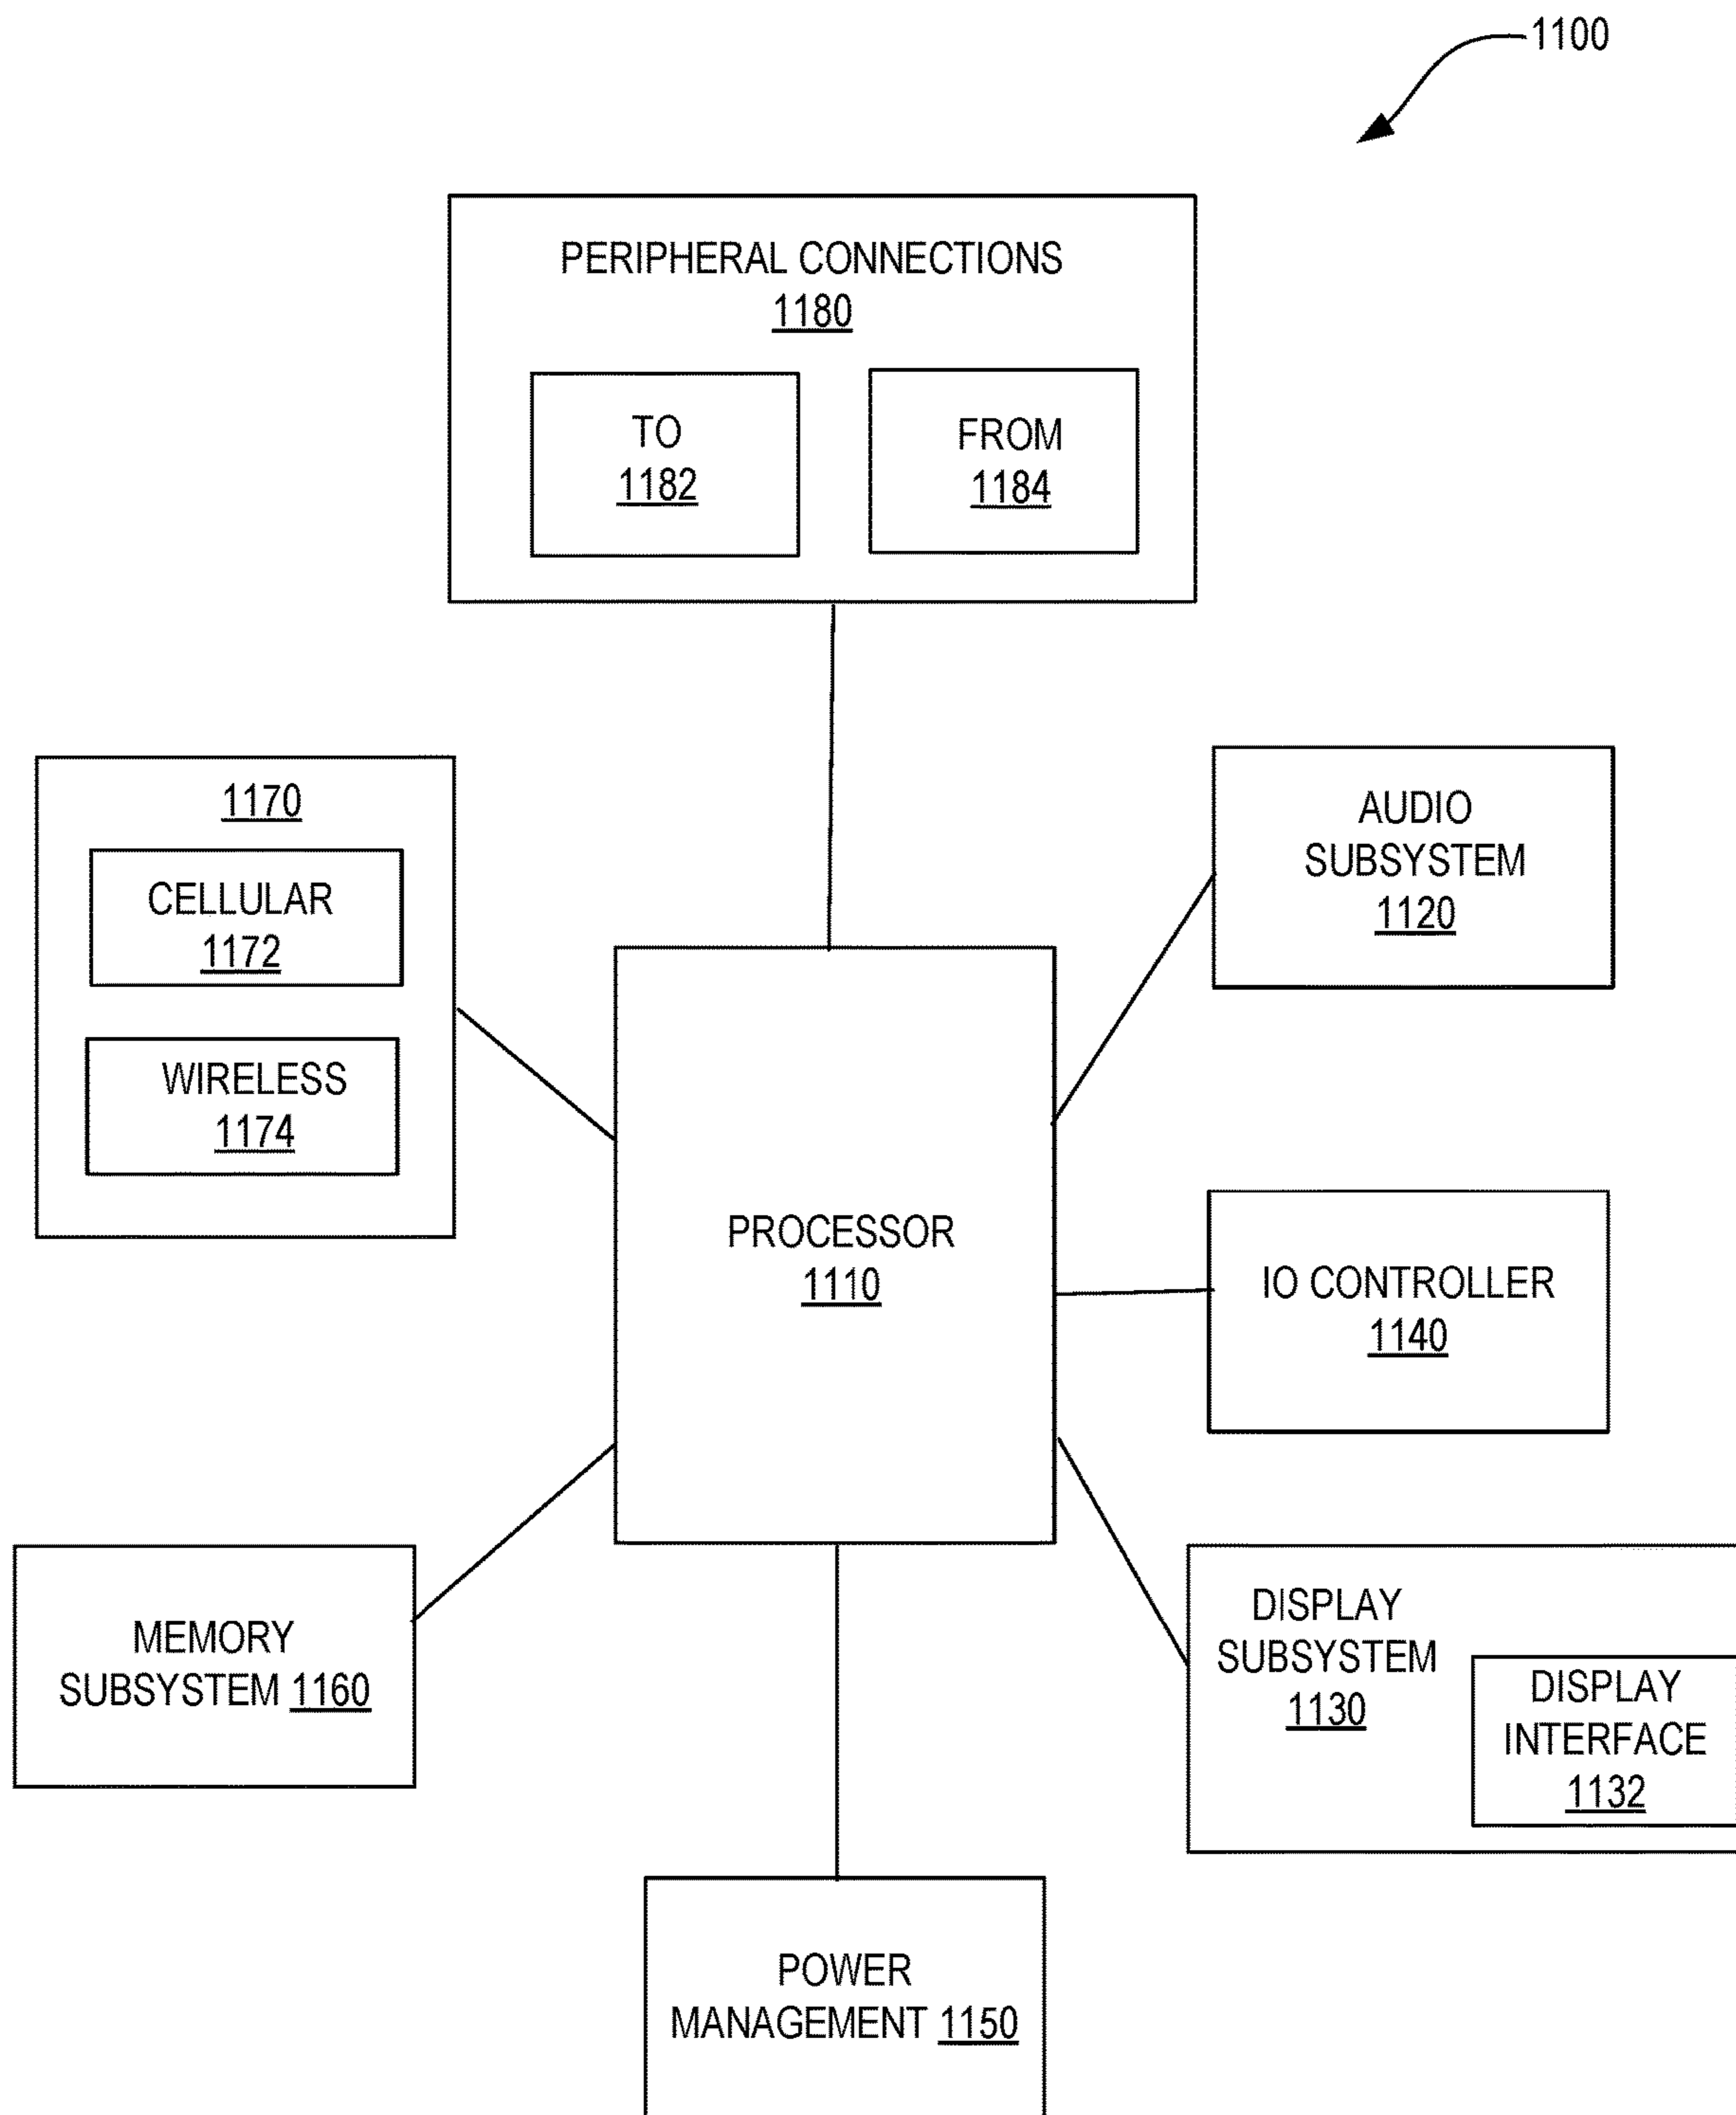 1100
PERIPHERAL CONNECTIONS
1180
TO
1182
FROM
1184
1170
CELLULAR
1172
WIRELESS
1174
AUDIO
SUBSYSTEM
1120
PROCESSOR
1110
IO CONTROLLER
1140
MEMORY
SUBSYSTEM 1160
DISPLAY
SUBSYSTEM
1130
DISPLAY
INTERFACE
1132
POWER
MANAGEMENT 1150